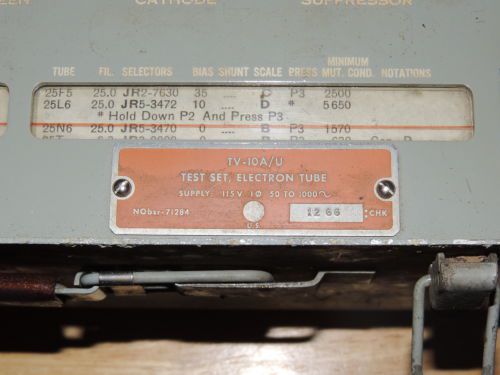 CATHODE
SUPPRESSOR
TUBE FIL. SELECTORS BIAS SHUNT SCALE PRESS MINIMUM MUT. COND. NOTATIONS
25F5 25.0 JR2-7630 35 .... C P3 2500
25L6 25.0 JR5-3472 10 .... D * 5650
* Hold Down P2 And Press P3
25N6 25.0 JR5-3470 0 .... B P3 1570
TV-10A/U
TEST SET, ELECTRON TUBE
SUPPLY: 115V 1Ø 50 TO 1000~
NObsr-71284 12 66 :CHK
U.S.